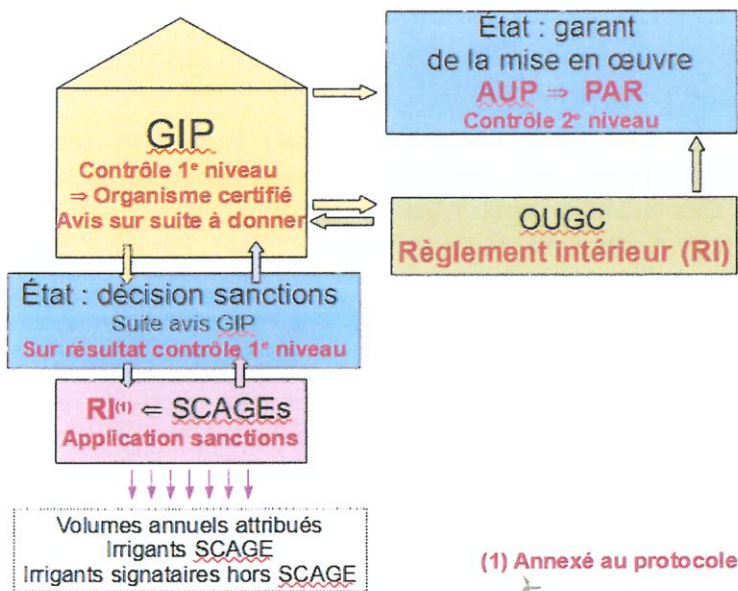 GIP
Contrôle 1e niveau
⇒ Organisme certifié
Avis sur suite à donner
État : garant
de la mise en œuvre
AUP ⇒ PAR
Contrôle 2e niveau
OUGC
Règlement intérieur (RI)
État : décision sanctions
Suite avis GIP
Sur résultat contrôle 1e niveau
RI(1) ⇐ SCAGEs
Application sanctions
Volumes annuels attribués
Irrigants SCAGE
Irrigants signataires hors SCAGE
(1) Annexé au protocole